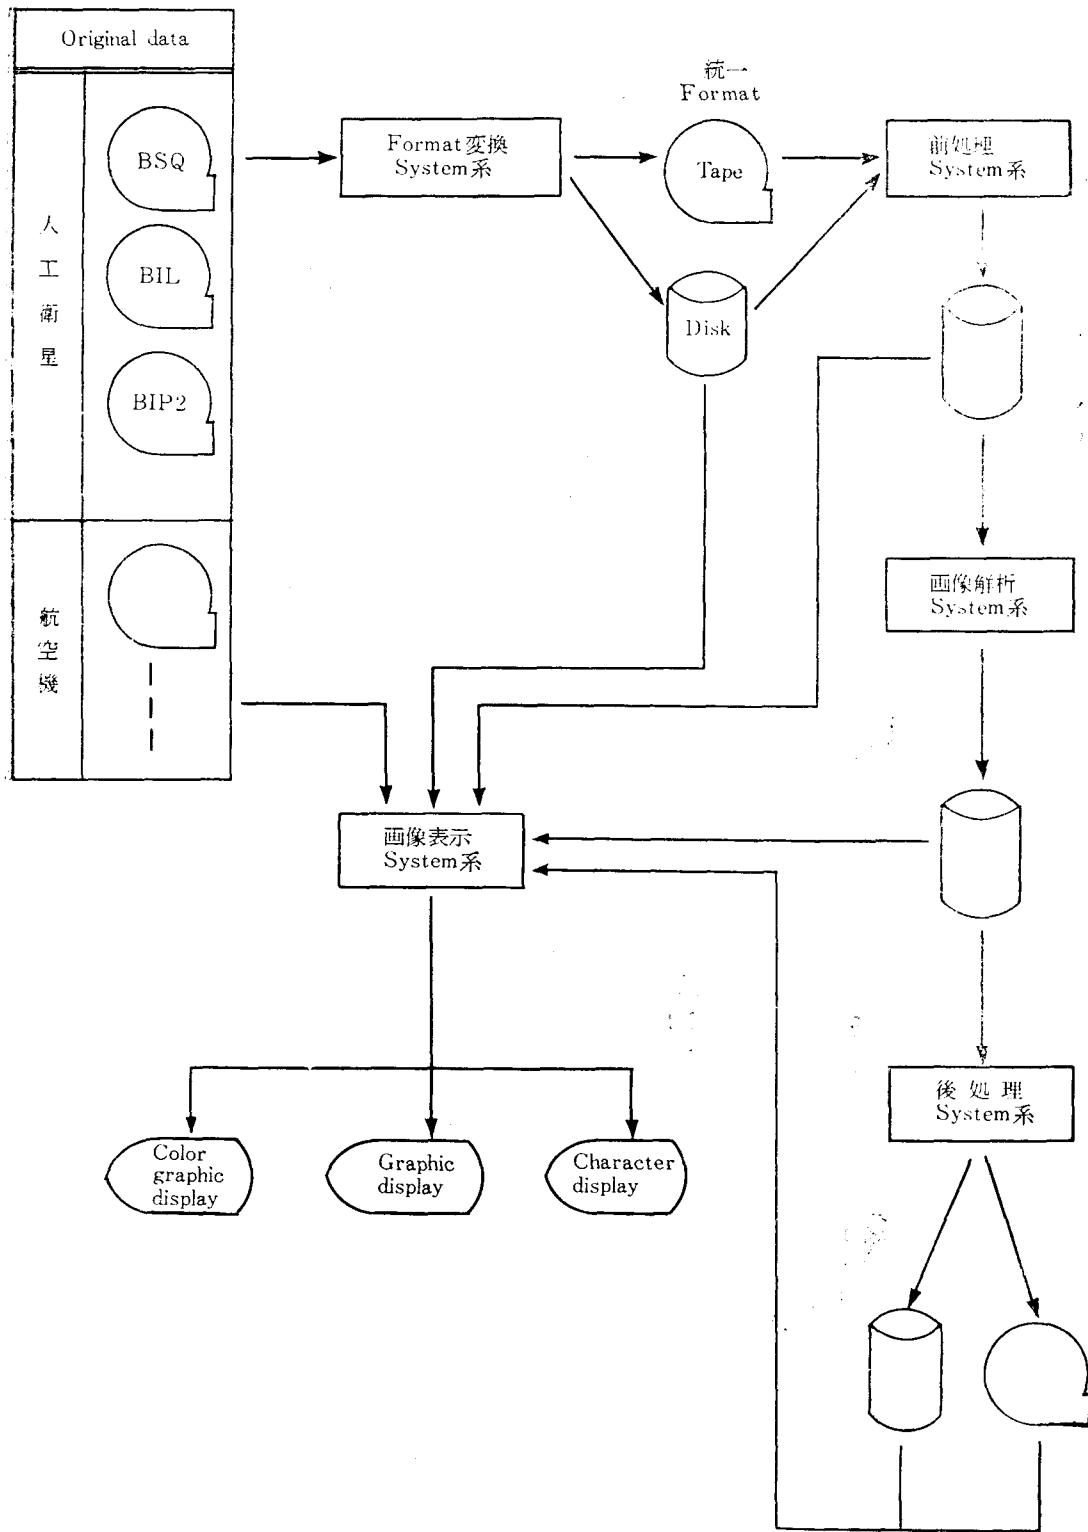 Original data
人工衛星
BSQ
BIL
BIP2
航空機
Format変換
System系
統一
Format
Tape
Disk
前処理
System系
画像解析
System系
画像表示
System系
後処理
System系
Color
graphic
display
Graphic
display
Character
display